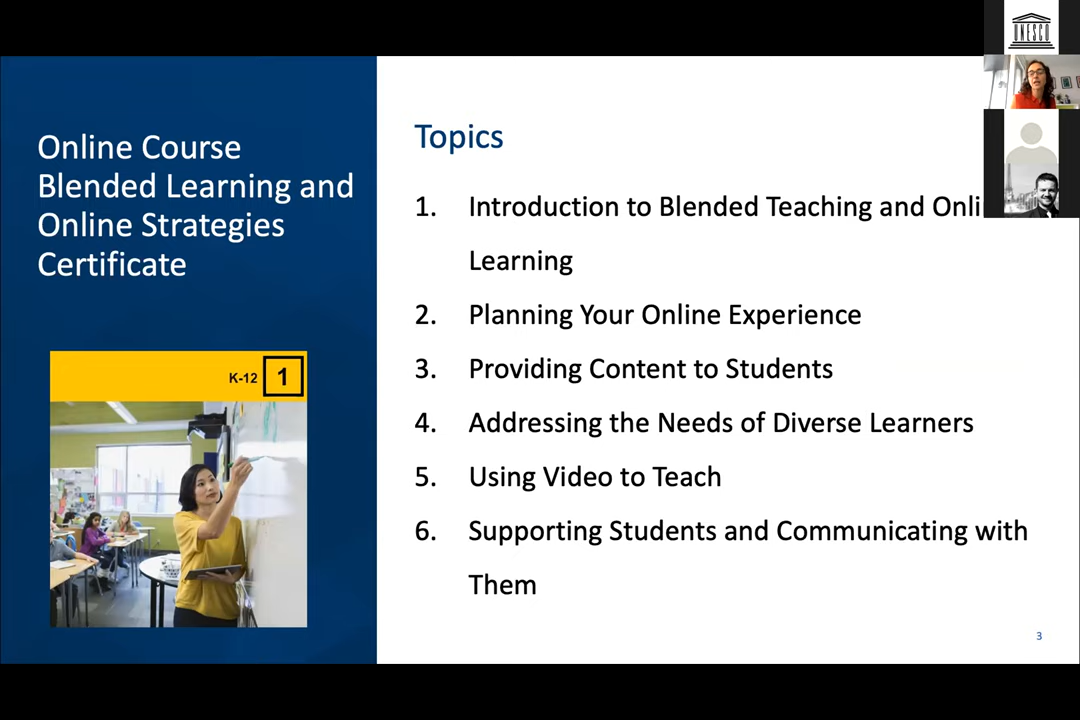 UNESCO
Online Course
Blended Learning and
Online Strategies
Certificate
K-12 1
Topics
1. Introduction to Blended Teaching and Onli
Learning
2. Planning Your Online Experience
3. Providing Content to Students
4. Addressing the Needs of Diverse Learners
5. Using Video to Teach
6. Supporting Students and Communicating with
Them
3